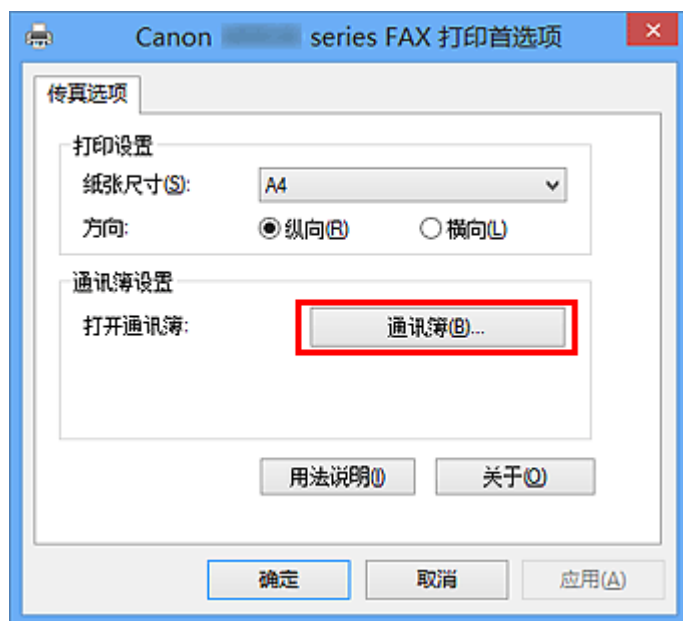 Canon series FAX 打印首选项
传真选项
打印设置
纸张尺寸(S): A4
方向: 纵向(R) 横向(L)
通讯簿设置
打开通讯簿: 通讯簿(B)...
用法说明(I) 关于(O)
确定 取消 应用(A)